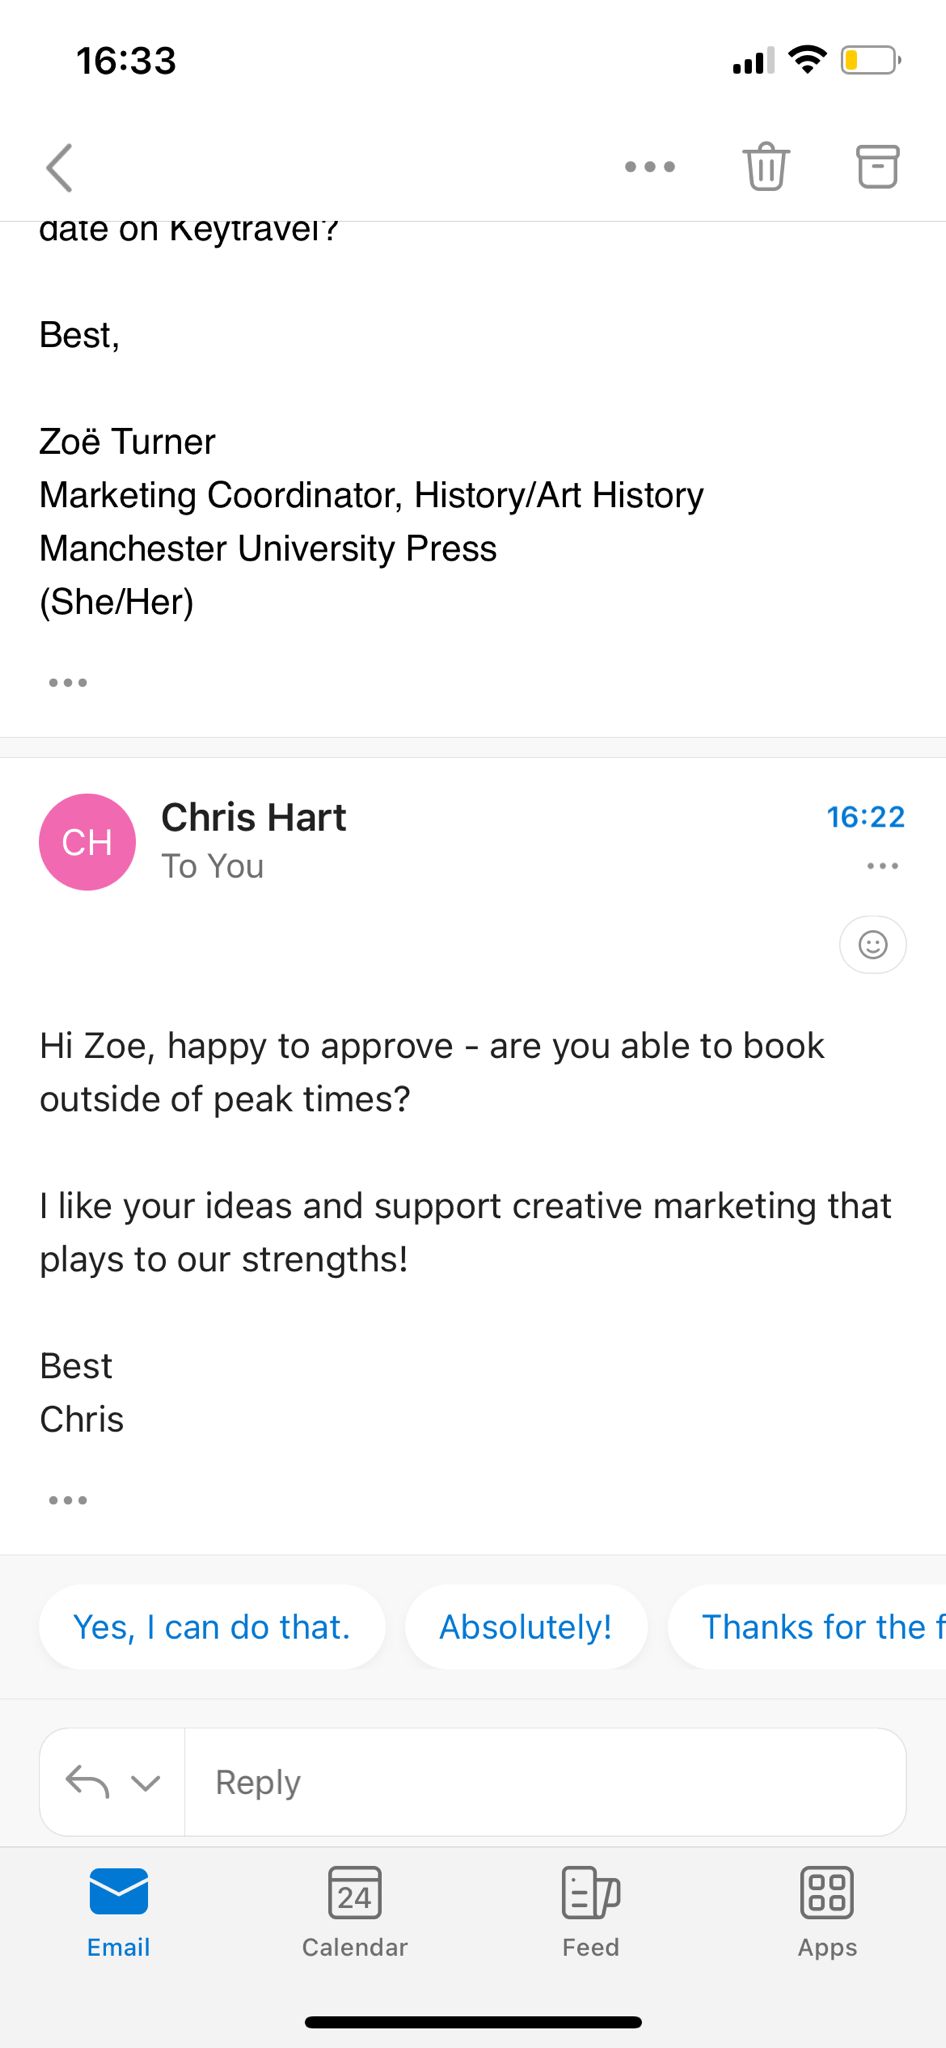 16:33
date on Keytravel?
Best,
Zoë Turner
Marketing Coordinator, History/Art History
Manchester University Press
(She/Her)
CH
Chris Hart
16:22
To You
Hi Zoe, happy to approve - are you able to book
outside of peak times?
I like your ideas and support creative marketing that
plays to our strengths!
Best
Chris
Yes, I can do that.
Absolutely!
Thanks for the f
Reply
24
Email
Calendar
Feed
Apps